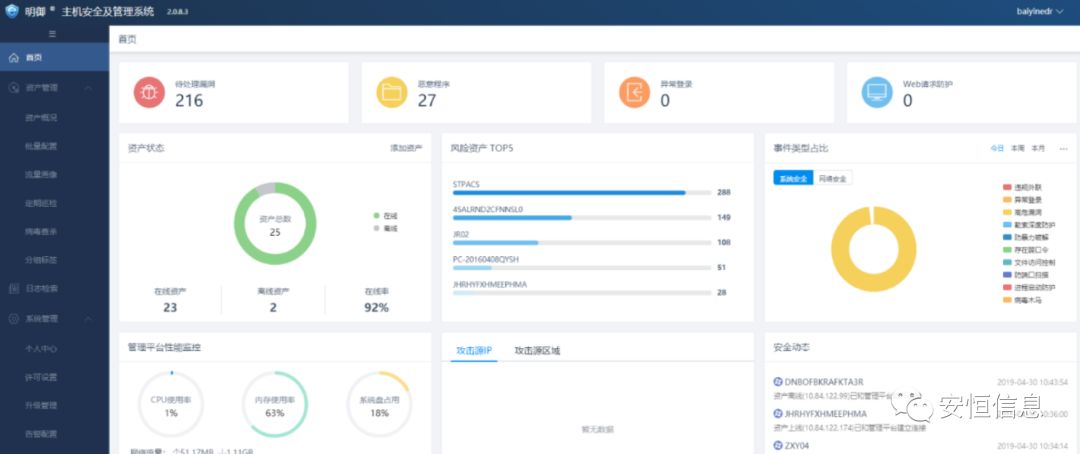 明御® 主机安全及管理系统 2.0.8.3
baiyinedr
首页
资产管理
资产概况
批量配置
流量画像
定期巡检
病毒查杀
分组标签
日志检索
系统管理
个人中心
许可设置
升级管理
告警配置
首页
待处理漏洞
216
恶意程序
27
异常登录
0
Web请求防护
0
资产状态 添加资产
资产总数
25
在线
离线
在线资产 离线资产 在线率
23 2 92%
风险资产 TOP5
STPACS 288
4SALRND2CFNNSL0 149
JR02 108
PC-20160408QYSH 51
JHRHYFXHMEEPHMA 28
事件类型占比 今日 本周 本月 ...
系统安全 网络安全
违规外联
异常登录
高危漏洞
勒索深度防护
防暴力破解
存在弱口令
文件访问控制
防端口扫描
进程启动防护
病毒木马
管理平台性能监控
CPU使用率
1%
内存使用率
63%
系统盘占用
18%
网络流量: 个51.17MB ↓1.11GB
攻击源IP 攻击源区域
暂无数据
安全动态
DNBOFBKRAFKTA3R 2019-04-30 10:43:54
资产离线(10.84.122.99)已和管理平台
JHRHYFXHMEEPHMA :36:00
资产上线(10.84.122.174)已和管理平台建立连接
ZXY04 2019-04-30 10:34:14
安恒信息